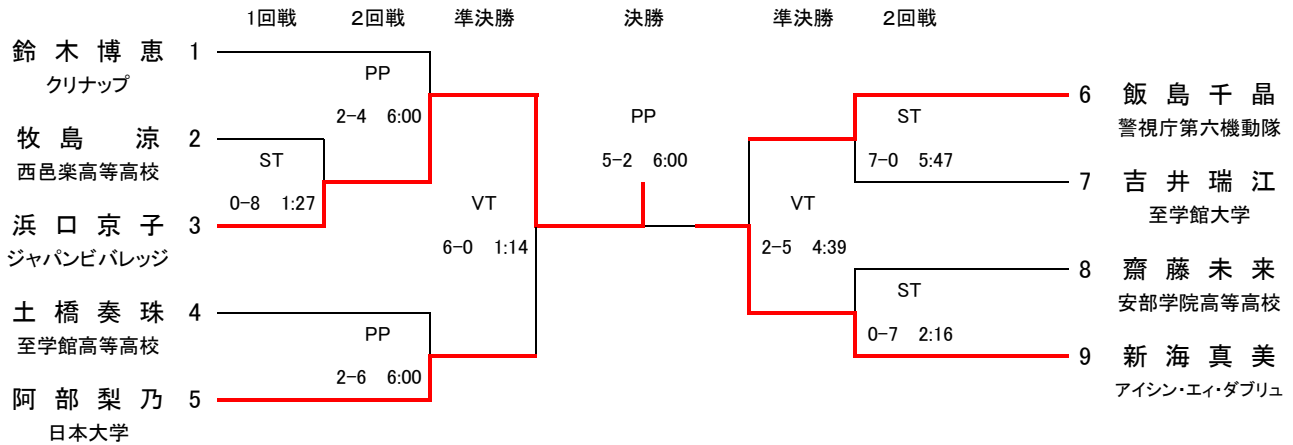 1回戦 2回戦 準決勝 決勝 準決勝 2回戦
鈴木博恵 1
クリナップ
PP
2-4 6:00
牧島 涼 2
西邑楽高等高校
ST
0-8 1:27
浜口京子 3
ジャパンビバレッジ
VT
6-0 1:14
土橋奏珠 4
至学館高等高校
PP
2-6 6:00
阿部梨乃 5
日本大学
PP
5-2 6:00
6 飯島千晶
警視庁第六機動隊
ST
7-0 5:47
7 吉井瑞江
至学館大学
VT
2-5 4:39
8 齋藤未来
安部学院高等高校
ST
0-7 2:16
9 新海真美
アイシン・エィ・ダブリュ